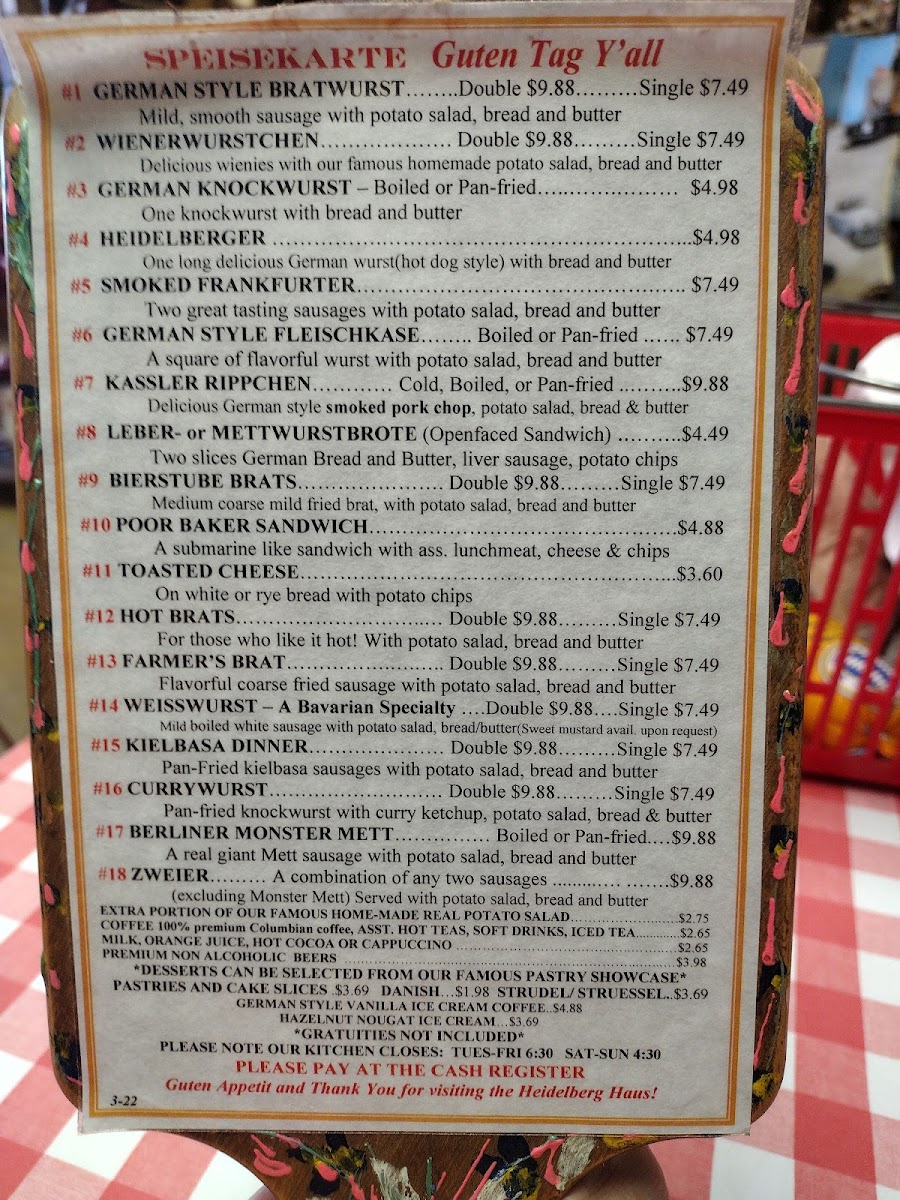 SPEISEKARTE Guten Tag Y'all
#1 GERMAN STYLE BRATWURST........Double $9.88.........Single $7.49
Mild, smooth sausage with potato salad, bread and butter
#2 WIENERWURSTCHEN................... Double $9.88.........Single $7.49
Delicious wienies with our famous homemade potato salad, bread and butter
#3 GERMAN KNOCKWURST – Boiled or Pan-fried........................ $4.98
One knockwurst with bread and butter
#4 HEIDELBERGER ..........................................................$4.98
One long delicious German wurst(hot dog style) with bread and butter
#5 SMOKED FRANKFURTER.............................................. $7.49
Two great tasting sausages with potato salad, bread and butter
#6 GERMAN STYLE FLEISCHKASE........ Boiled or Pan-fried ...... $7.49
A square of flavorful wurst with potato salad, bread and butter
#7 KASSLER RIPPCHEN............ Cold, Boiled, or Pan-fried ..........$9.88
Delicious German style smoked pork chop, potato salad, bread & butter
#8 LEBER- or METTWURSTBROTE (Openfaced Sandwich) ..........$4.49
Two slices German Bread and Butter, liver sausage, potato chips
#9 BIERSTUBE BRATS...................... Double $9.88.........Single $7.49
Medium coarse mild fried brat, with potato salad, bread and butter
#10 POOR BAKER SANDWICH...............................................$4.88
A submarine like sandwich with ass. lunchmeat, cheese & chips
#11 TOASTED CHEESE.........................................................$3.60
On white or rye bread with potato chips
#12 HOT BRATS............................... Double $9.88.........Single $7.49
For those who like it hot! With potato salad, bread and butter
#13 FARMER'S BRAT........................ Double $9.88.........Single $7.49
Flavorful coarse fried sausage with potato salad, bread and butter
#14 WEISSWURST – A Bavarian Specialty ....Double $9.88....Single $7.49
Mild boiled white sausage with potato salad, bread/butter(Sweet mustard avail. upon request)
#15 KIELBASA DINNER..................... Double $9.88.........Single $7.49
Pan-Fried kielbasa sausages with potato salad, bread and butter
#16 CURRYWURST........................... Double $9.88.........Single $7.49
Pan-fried knockwurst with curry ketchup, potato salad, bread & butter
#17 BERLINER MONSTER METT.............. Boiled or Pan-fried....$9.88
A real giant Mett sausage with potato salad, bread and butter
#18 ZWEIER......... A combination of any two sausages .............. .......$9.88
(excluding Monster Mett) Served with potato salad, bread and butter
EXTRA PORTION OF OUR FAMOUS HOME-MADE REAL POTATO SALAD............................$2.75
COFFEE 100% premium Columbian coffee, ASST. HOT TEAS, SOFT DRINKS, ICED TEA............$2.65
MILK, ORANGE JUICE, HOT COCOA OR CAPPUCCINO ........................................................$2.65
PREMIUM NON ALCOHOLIC BEERS ....................................................................................$3.98
*DESSERTS CAN BE SELECTED FROM OUR FAMOUS PASTRY SHOWCASE*
PASTRIES AND CAKE SLICES .$3.69 DANISH...$1.98 STRUDEL/ STRUESSEL..$3.69
GERMAN STYLE VANILLA ICE CREAM COFFEE..$4.88
HAZELNUT NOUGAT ICE CREAM...$3.69
*GRATUITIES NOT INCLUDED*
PLEASE NOTE OUR KITCHEN CLOSES: TUES-FRI 6:30 SAT-SUN 4:30
PLEASE PAY AT THE CASH REGISTER
Guten Appetit and Thank You for visiting the Heidelberg Haus!
3-22